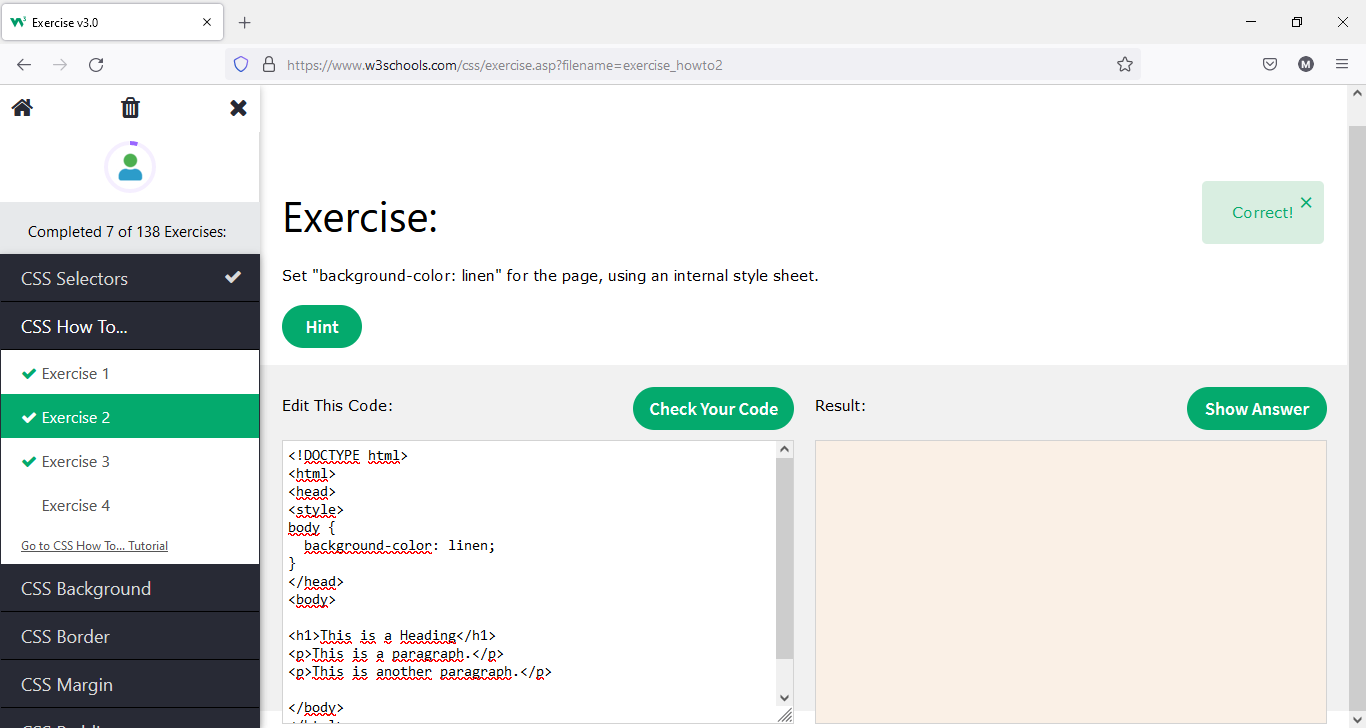 Exercise v3.0
https://www.w3schools.com/css/exercise.asp?filename=exercise_howto2
M
Completed 7 of 138 Exercises:
CSS Selectors
CSS How To...
Exercise 1
Exercise 2
Exercise 3
Exercise 4
Go to CSS How To... Tutorial
CSS Background
CSS Border
CSS Margin
Exercise:
Correct!
Set "background-color: linen" for the page, using an internal style sheet.
Hint
Edit This Code:
Check Your Code
Result:
Show Answer
<!DOCTYPE html>
<html>
<head>
<style>
body {
  background-color: linen;
}
</head>
<body>
<h1>This is a Heading</h1>
<p>This is a paragraph.</p>
<p>This is another paragraph.</p>
</body>